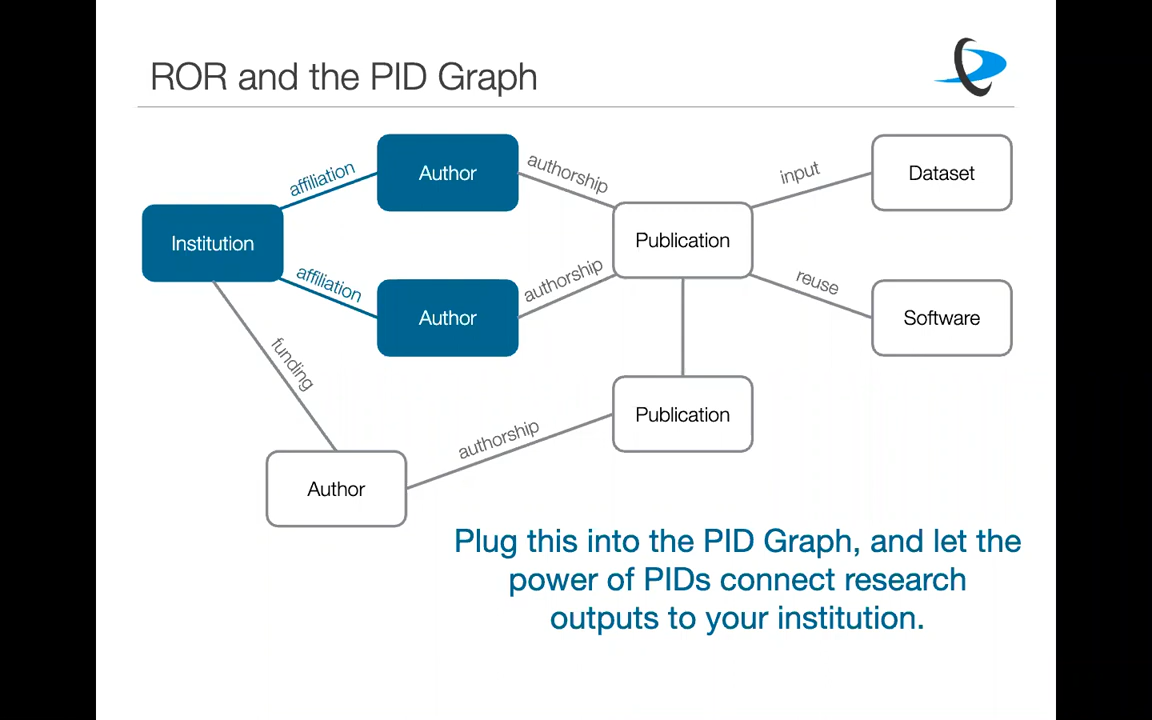 ROR and the PID Graph
affiliation
Author
authorship
input
Dataset
Institution
Publication
affiliation
Author
authorship
reuse
Software
funding
Publication
authorship
Author
Plug this into the PID Graph, and let the
power of PIDs connect research
outputs to your institution.